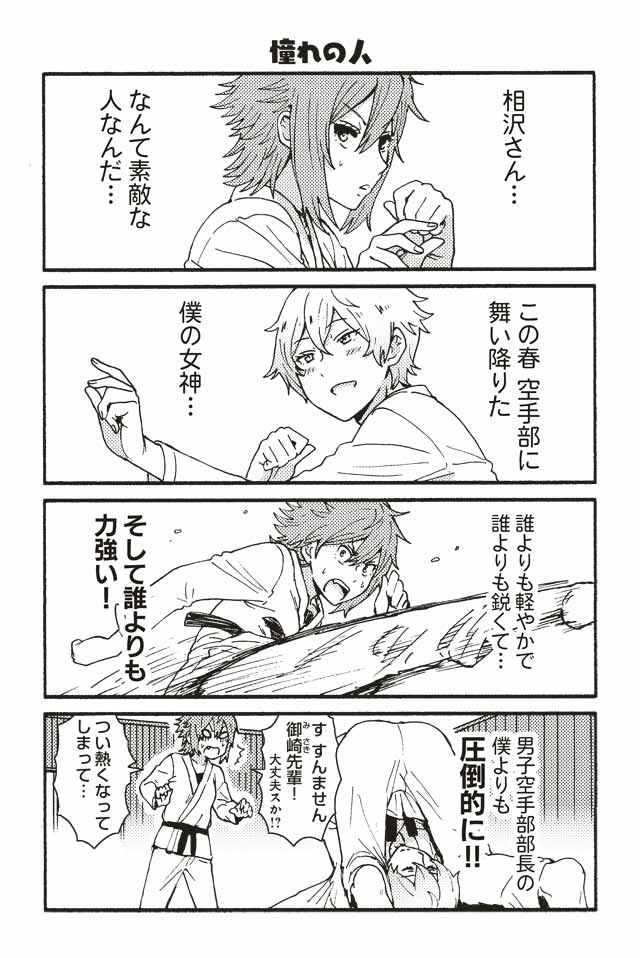 憧れの人
相沢さん…
なんて素敵な
人なんだ…
この春 空手部に
舞い降りた
僕の女神…
誰よりも軽やかで
誰よりも鋭くて…
そして誰よりも
力強い！
男子空手部部長の
僕よりも
圧倒的に!!
す すんません
御崎先輩！
みさき
大丈夫スか!?
つい熱くなって
しまって…